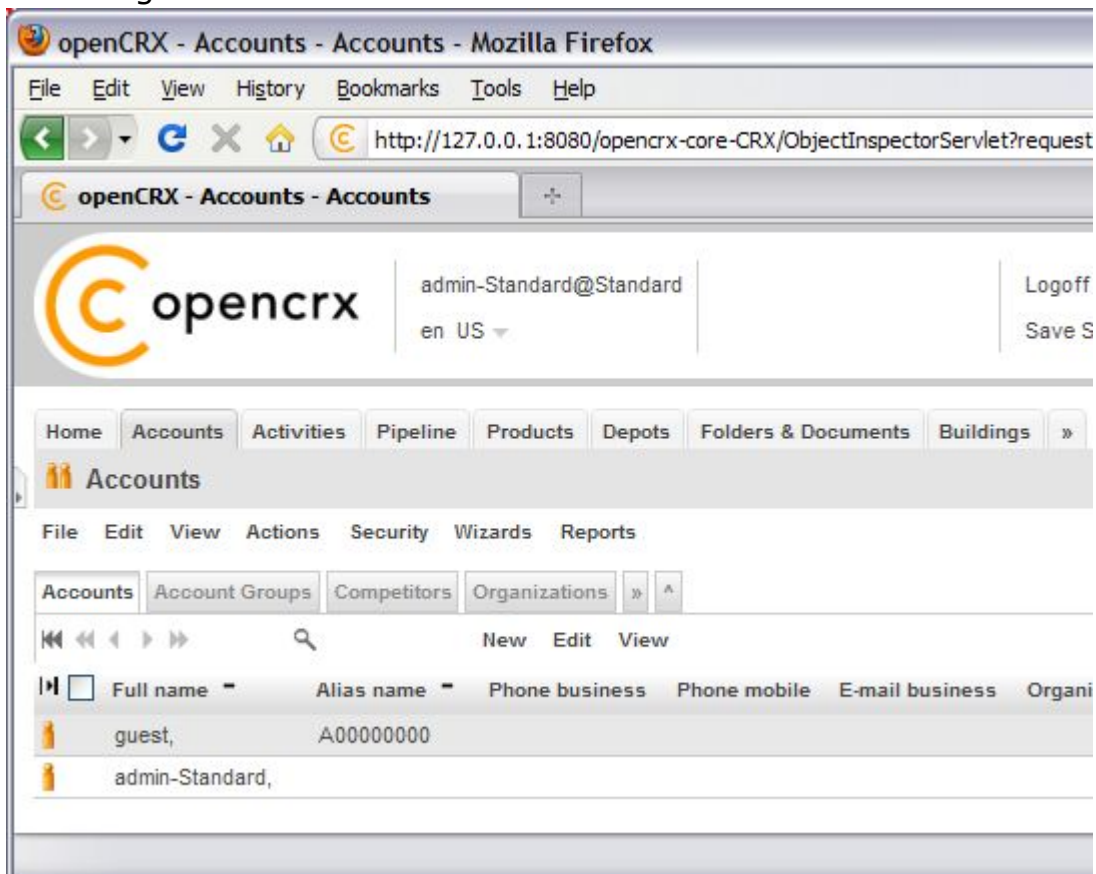 openCRX - Accounts - Accounts - Mozilla Firefox
File Edit View History Bookmarks Tools Help
http://127.0.0.1:8080/opencrx-core-CRX/ObjectInspectorServlet?request
openCRX - Accounts - Accounts
opencrx
admin-Standard@Standard
Logoff
en US
Save S
Home Accounts Activities Pipeline Products Depots Folders & Documents Buildings »
Accounts
File Edit View Actions Security Wizards Reports
Accounts Account Groups Competitors Organizations » ^
New Edit View
Full name Alias name Phone business Phone mobile E-mail business Organi
guest, A00000000
admin-Standard,